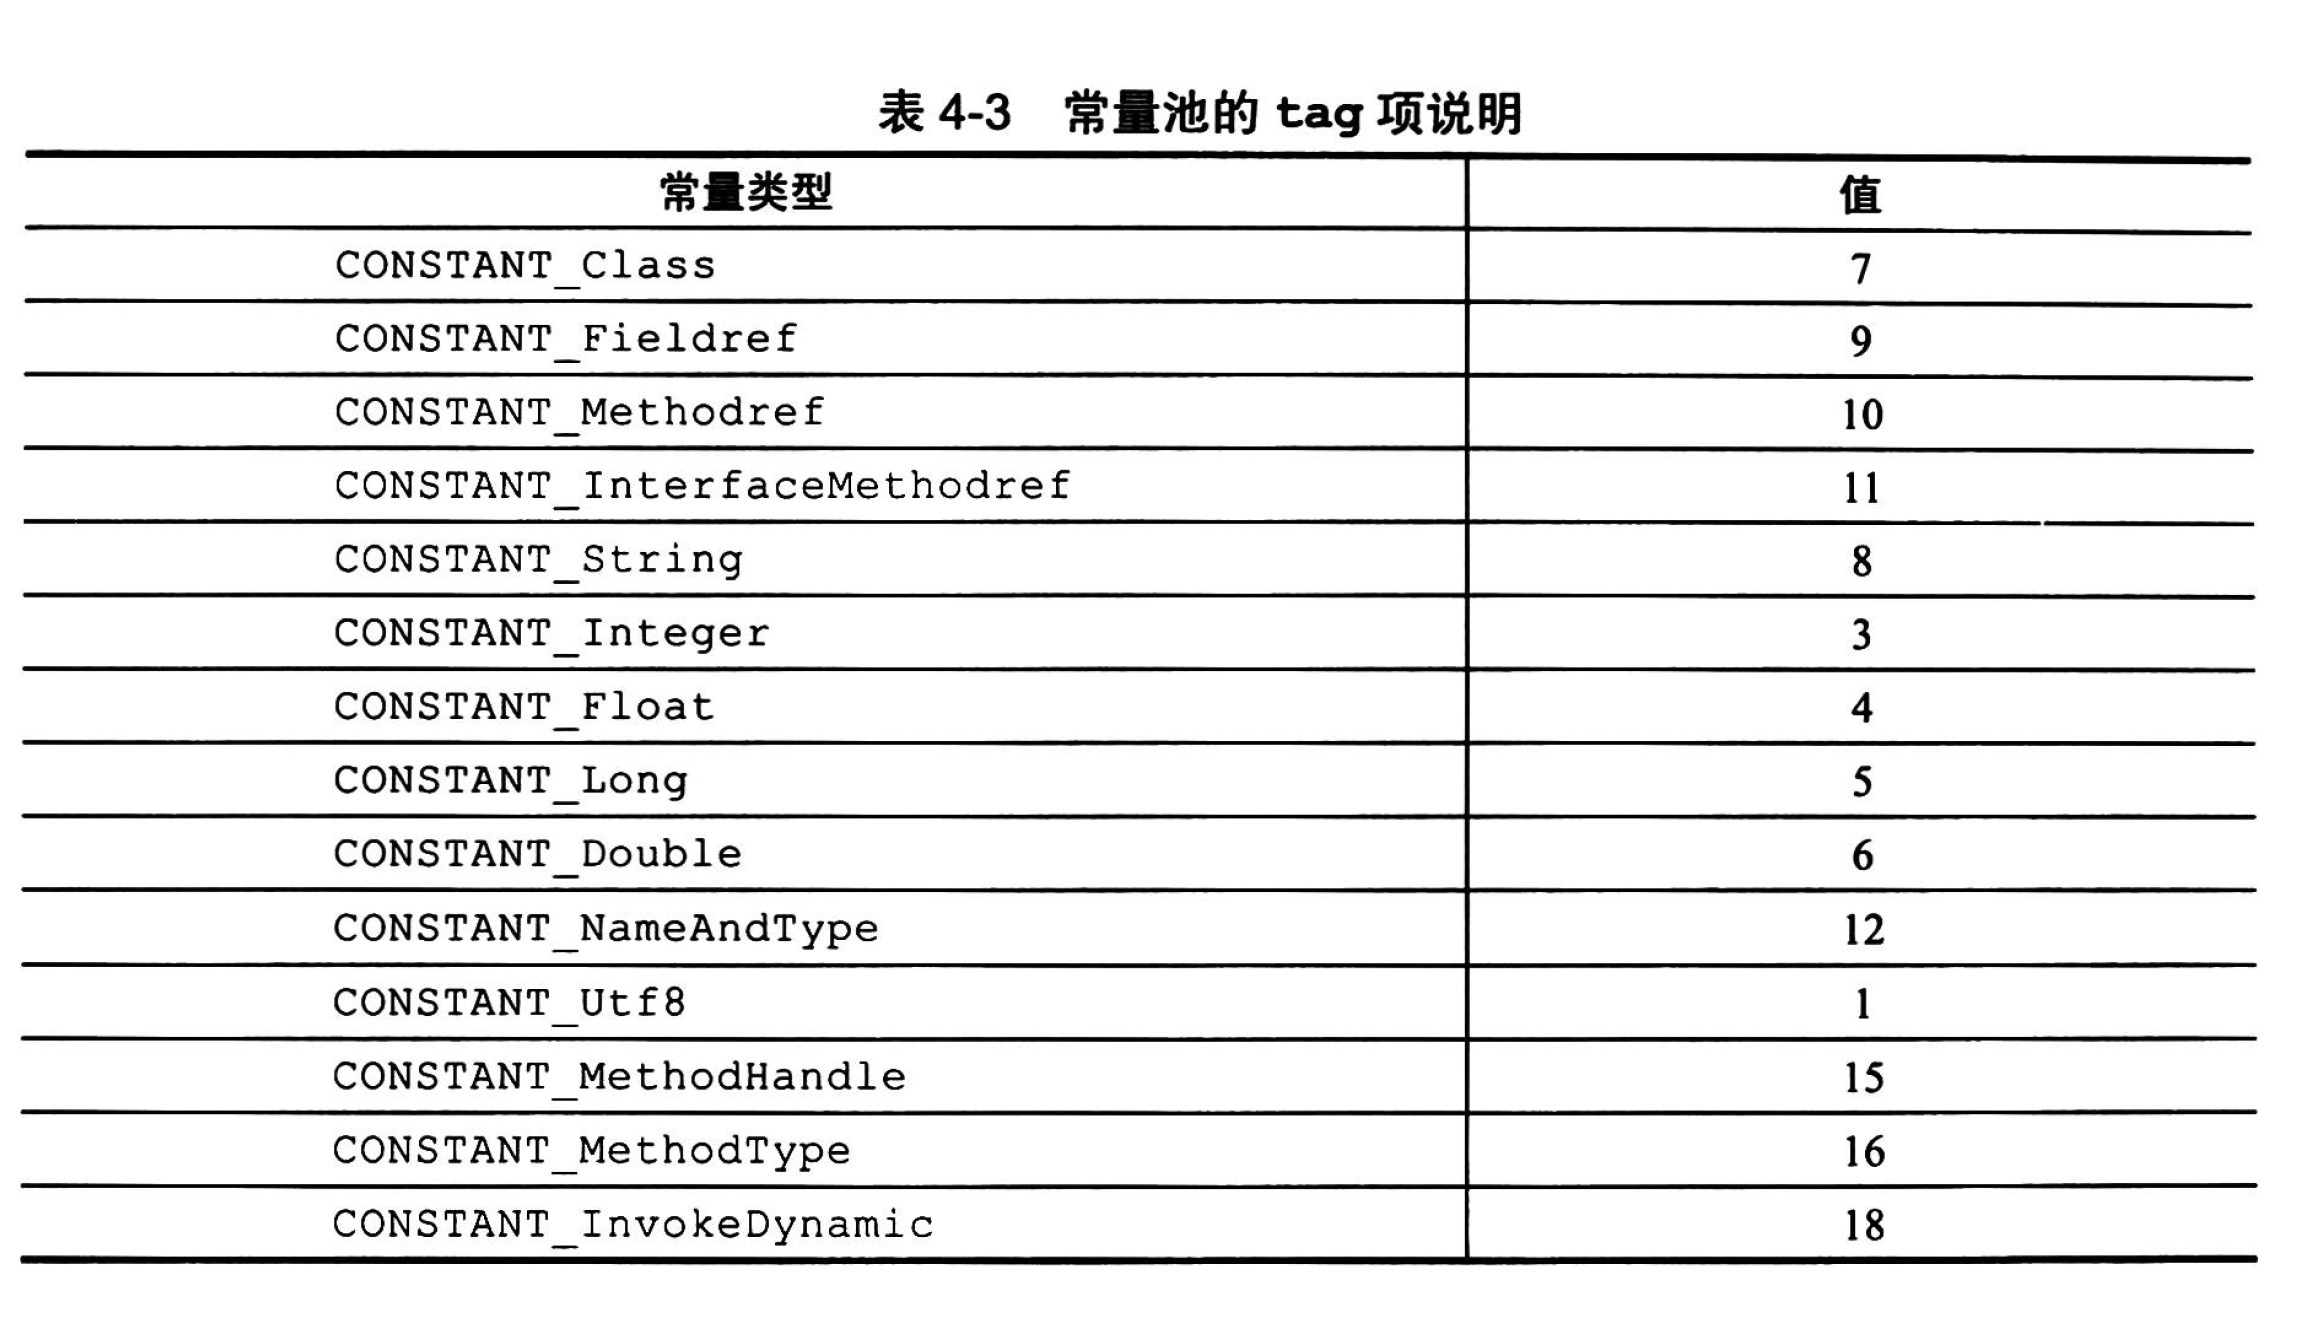 表 4-3 常量池的 tag 项说明
常量类型 值
CONSTANT_Class 7
CONSTANT_Fieldref 9
CONSTANT_Methodref 10
CONSTANT_InterfaceMethodref 11
CONSTANT_String 8
CONSTANT_Integer 3
CONSTANT_Float 4
CONSTANT_Long 5
CONSTANT_Double 6
CONSTANT_NameAndType 12
CONSTANT_Utf8 1
CONSTANT_MethodHandle 15
CONSTANT_MethodType 16
CONSTANT_InvokeDynamic 18